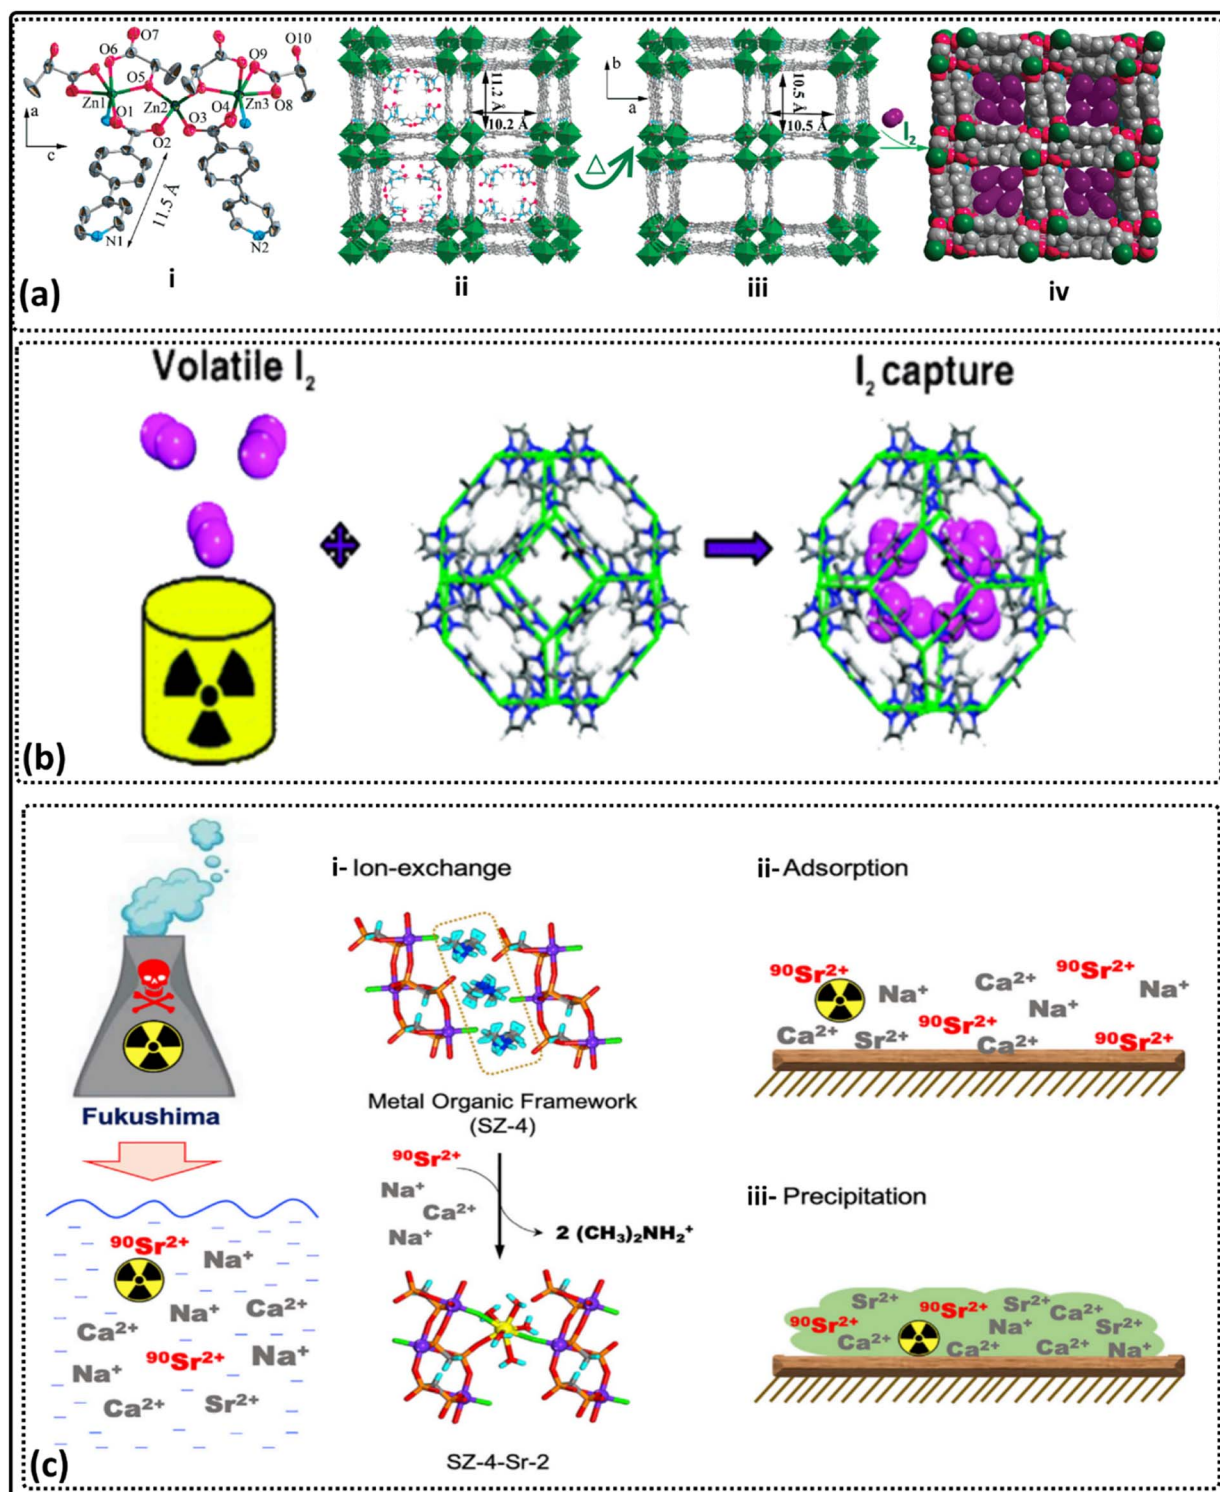 O7
O6
O9
O10
O5
Zn1
Zn2
Zn3
O8
O1
O4
O2
O3
a
c
11.5 Å
N1
N2
i
11.2 Å
10.2 Å
ii
Δ
b
a
10.5 Å
10.5 Å
iii
I₂
iv
(a)
Volatile I₂
I₂ capture
(b)
Fukushima
⁹⁰Sr²⁺
Na⁺
Na⁺
Ca²⁺
Ca²⁺
⁹⁰Sr²⁺
Na⁺
Na⁺
Ca²⁺
Sr²⁺
i- Ion-exchange
Metal Organic Framework
(SZ-4)
⁹⁰Sr²⁺
Na⁺
Ca²⁺
Na⁺
2 (CH₃)₂NH₂⁺
SZ-4-Sr-2
ii- Adsorption
⁹⁰Sr²⁺
Na⁺
Ca²⁺
⁹⁰Sr²⁺
Na⁺
Na⁺
Ca²⁺
Sr²⁺
⁹⁰Sr²⁺
Ca²⁺
⁹⁰Sr²⁺
iii- Precipitation
Sr²⁺
⁹⁰Sr²⁺
Sr²⁺
Ca²⁺
⁹⁰Sr²⁺
Na⁺
Sr²⁺
Ca²⁺
Ca²⁺
Ca²⁺
Na⁺
(c)